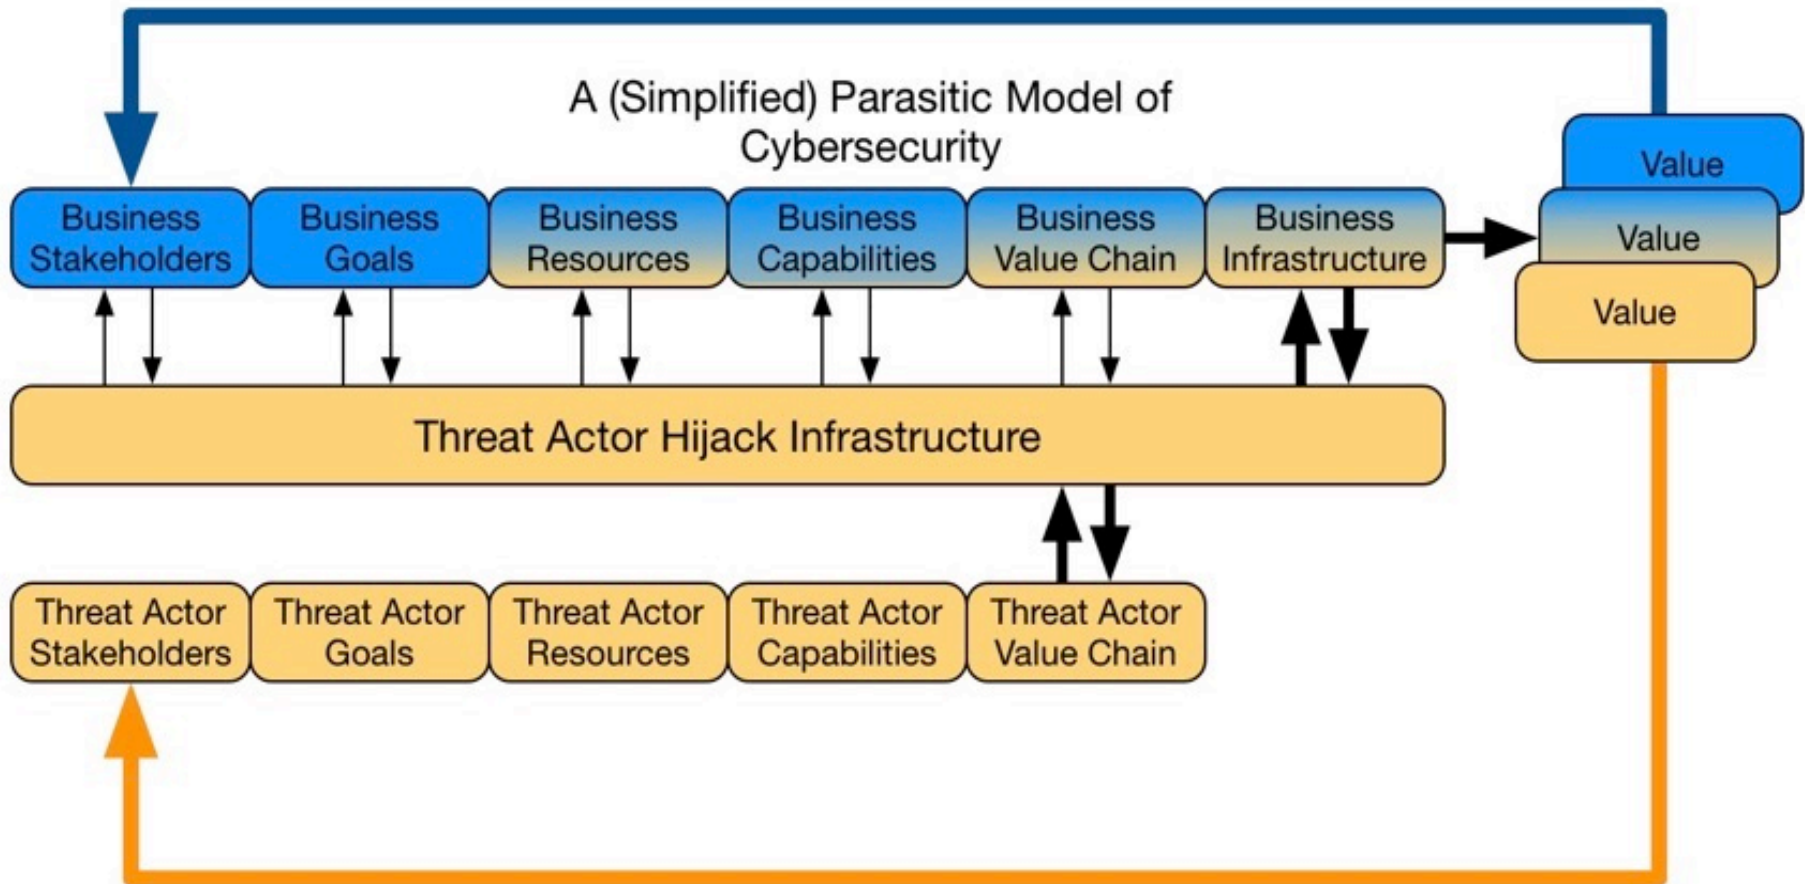 A (Simplified) Parasitic Model of
Cybersecurity
Value
Value
Value
Business
Stakeholders
Business
Goals
Business
Resources
Business
Capabilities
Business
Value Chain
Business
Infrastructure
Threat Actor Hijack Infrastructure
Threat Actor
Stakeholders
Threat Actor
Goals
Threat Actor
Resources
Threat Actor
Capabilities
Threat Actor
Value Chain